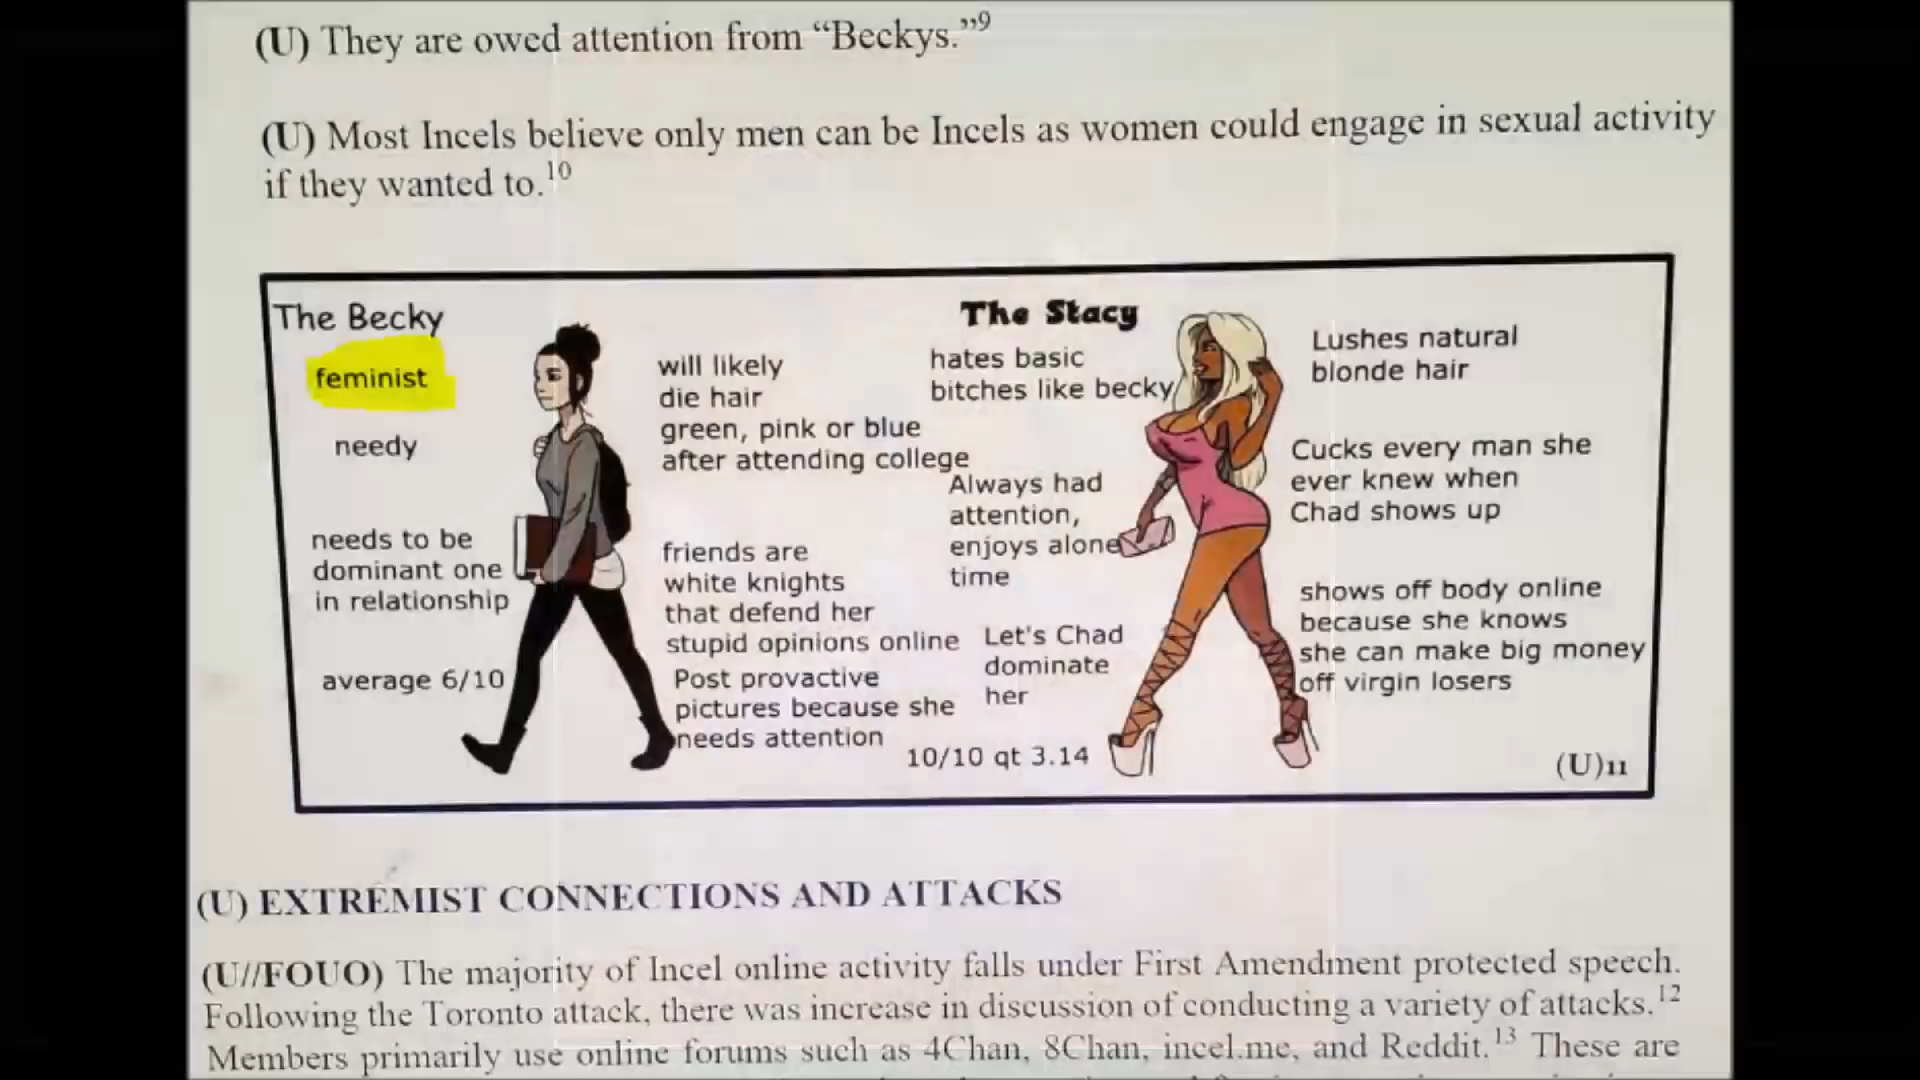 (U) They are owed attention from “Beckys.”9
(U) Most Incels believe only men can be Incels as women could engage in sexual activity
if they wanted to.10
The Becky
feminist
needy
needs to be
dominant one
in relationship
average 6/10
will likely
die hair
green, pink or blue
after attending college
friends are
white knights
that defend her
stupid opinions online
Post provactive
pictures because she
needs attention
The Stacy
hates basic
bitches like becky
Always had
attention,
enjoys alone
time
Let's Chad
dominate
her
10/10 qt 3.14
Lushes natural
blonde hair
Cucks every man she
ever knew when
Chad shows up
shows off body online
because she knows
she can make big money
off virgin losers
(U)11
(U) EXTREMIST CONNECTIONS AND ATTACKS
(U//FOUO) The majority of Incel online activity falls under First Amendment protected speech.
Following the Toronto attack, there was increase in discussion of conducting a variety of attacks.12
Members primarily use online forums such as 4Chan, 8Chan, incel.me, and Reddit.13 These are